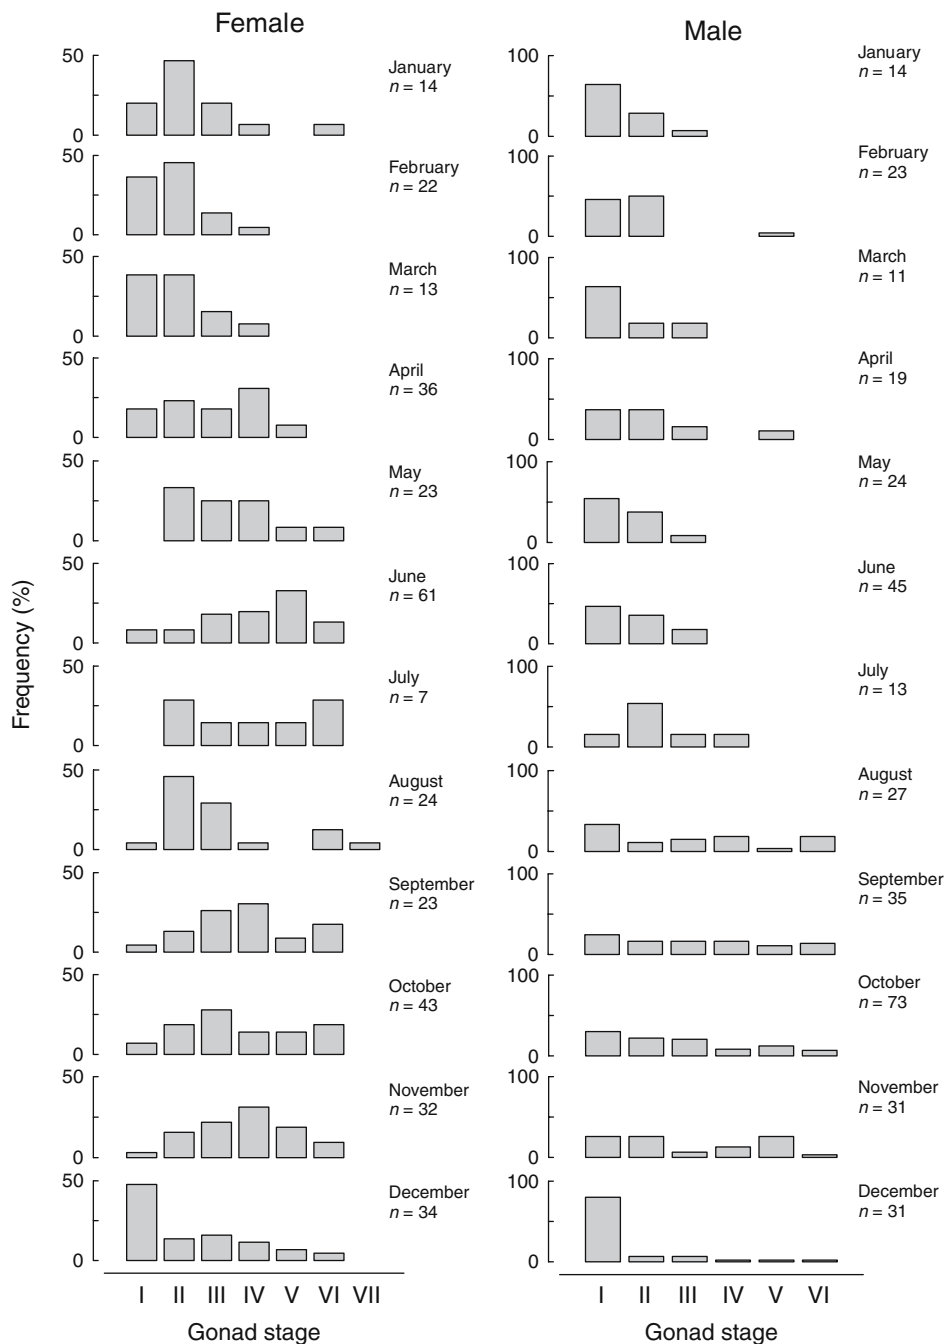 Female
50
0
January
n = 14
50
0
February
n = 22
50
0
March
n = 13
50
0
April
n = 36
50
0
May
n = 23
50
0
June
n = 61
50
0
July
n = 7
50
0
August
n = 24
50
0
September
n = 23
50
0
October
n = 43
50
0
November
n = 32
50
0
December
n = 34
I II III IV V VI VII
Gonad stage
Frequency (%)
Male
100
0
January
n = 14
100
0
February
n = 23
100
0
March
n = 11
100
0
April
n = 19
100
0
May
n = 24
100
0
June
n = 45
100
0
July
n = 13
100
0
August
n = 27
100
0
September
n = 35
100
0
October
n = 73
100
0
November
n = 31
100
0
December
n = 31
I II III IV V VI
Gonad stage